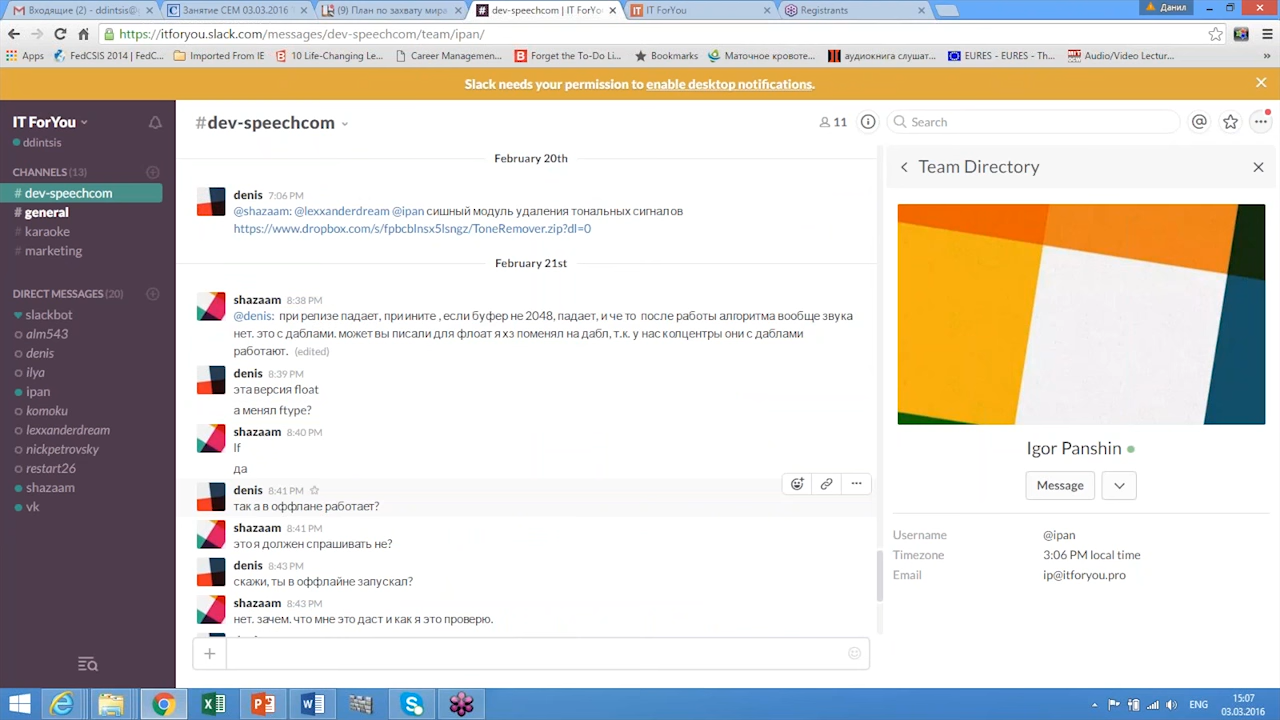 Входящие (2) - ddintsis@
Занятие СЕМ 03.03.2016
(9) План по захвату мира
dev-speechcom | IT ForYo
IT ForYou
Registrants
Данил
https://itforyou.slack.com/messages/dev-speechcom/team/ipan/
Apps
FedCSIS 2014 | FedC...
Imported From IE
10 Life-Changing Le...
Career Management...
Forget the To-Do Li...
Bookmarks
Маточное кровоте...
аудиокнига слушат...
EURES - EURES - Th...
Audio/Video Lectur...
Slack needs your permission to enable desktop notifications.
IT ForYou
ddintsis
CHANNELS (13)
# dev-speechcom
# general
# karaoke
# marketing
DIRECT MESSAGES (20)
slackbot
alm543
denis
ilya
ipan
komoku
lexxanderdream
nickpetrovsky
restart26
shazaam
vk
#dev-speechcom
11
Search
February 20th
denis 7:06 PM
@shazaam: @lexxanderdream @ipan сишный модуль удаления тональных сигналов
https://www.dropbox.com/s/fpbcblnsx5lsngz/ToneRemover.zip?dl=0
February 21st
shazaam 8:38 PM
@denis: при релизе падает, при ините , если буфер не 2048, падает, и че то после работы алгоритма вообще звука
нет. это с даблами. может вы писали для флоат я хз поменял на дабл, т.к. у нас колцентры они с даблами
работают. (edited)
denis 8:39 PM
эта версия float
а менял ftype?
shazaam 8:40 PM
lf
да
denis 8:41 PM
так а в оффлане работает?
shazaam 8:41 PM
это я должен спрашивать не?
denis 8:43 PM
скажи, ты в оффлайне запускал?
shazaam 8:43 PM
нет. зачем. что мне это даст и как я это проверю.
Team Directory
Igor Panshin
Message
Username @ipan
Timezone 3:06 PM local time
Email ip@itforyou.pro
ENG
15:07
03.03.2016